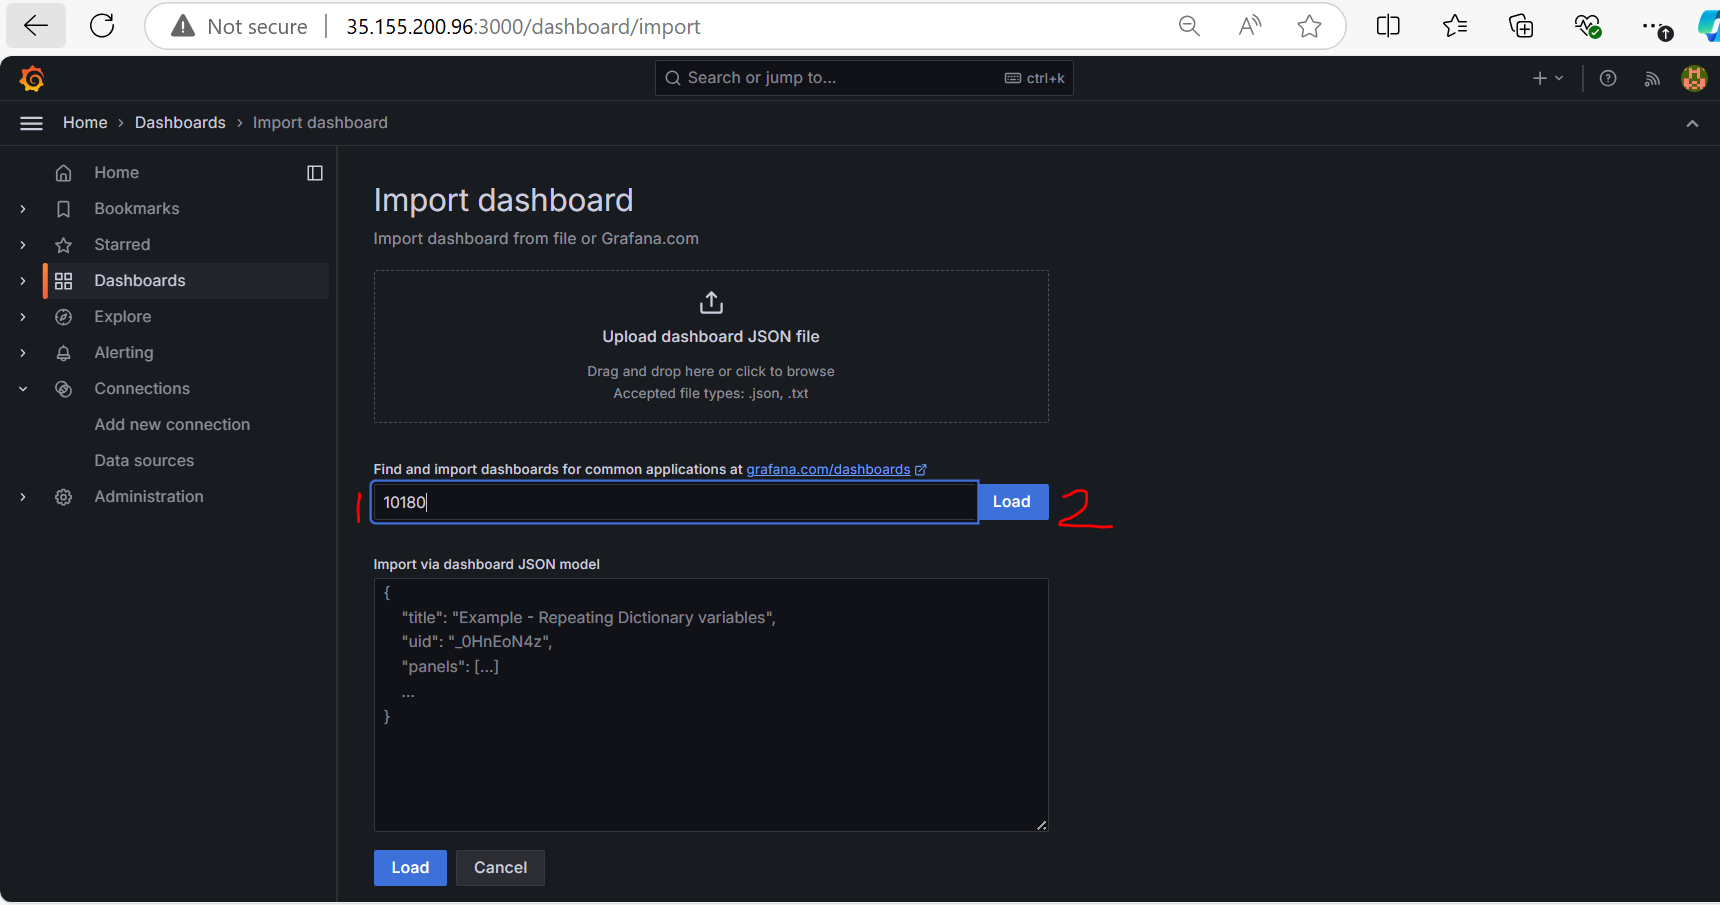 Not secure
35.155.200.96:3000/dashboard/import
Search or jump to...
ctrl+k
Home
Dashboards
Import dashboard
Home
Bookmarks
Starred
Dashboards
Explore
Alerting
Connections
Add new connection
Data sources
Administration
Import dashboard
Import dashboard from file or Grafana.com
Upload dashboard JSON file
Drag and drop here or click to browse
Accepted file types: .json, .txt
Find and import dashboards for common applications at grafana.com/dashboards
1
10180
Load
2
Import via dashboard JSON model
{
"title": "Example - Repeating Dictionary variables",
"uid": "_0HnEoN4z",
"panels": [...]
...
}
Load
Cancel